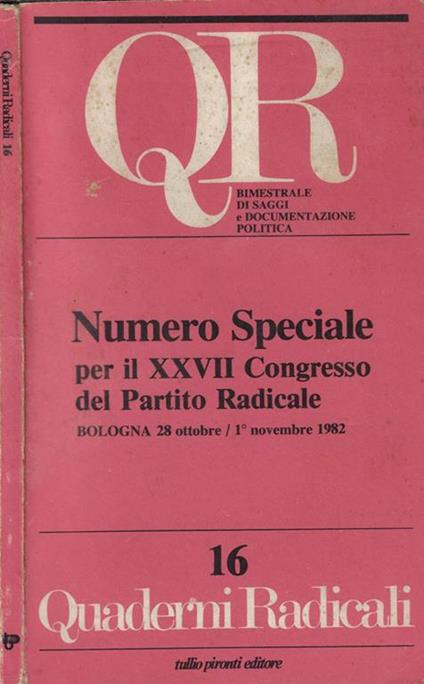 Quaderni Radicali 16
QR
BIMESTRALE
DI SAGGI
e DOCUMENTAZIONE
POLITICA
Numero Speciale
per il XXVII Congresso
del Partito Radicale
BOLOGNA 28 ottobre / 1° novembre 1982
16
Quaderni Radicali
tullio pironti editore